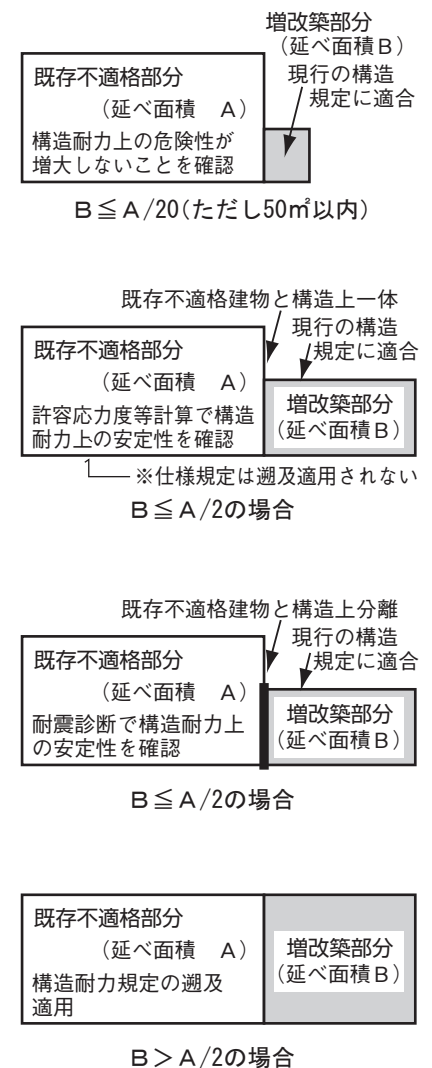 増改築部分
（延べ面積Ｂ）
現行の構造
規定に適合
既存不適格部分
（延べ面積　Ａ）
構造耐力上の危険性が
増大しないことを確認
Ｂ≦Ａ/20（ただし50㎡以内）
既存不適格建物と構造上一体
現行の構造
規定に適合
既存不適格部分
（延べ面積　Ａ）
許容応力度等計算で構造
耐力上の安定性を確認
増改築部分
（延べ面積Ｂ）
※仕様規定は遡及適用されない
Ｂ≦Ａ/2の場合
既存不適格建物と構造上分離
現行の構造
規定に適合
既存不適格部分
（延べ面積　Ａ）
耐震診断で構造耐力上
の安定性を確認
増改築部分
（延べ面積Ｂ）
Ｂ≦Ａ/2の場合
既存不適格部分
（延べ面積　Ａ）
構造耐力規定の遡及
適用
増改築部分
（延べ面積Ｂ）
Ｂ＞Ａ/2の場合